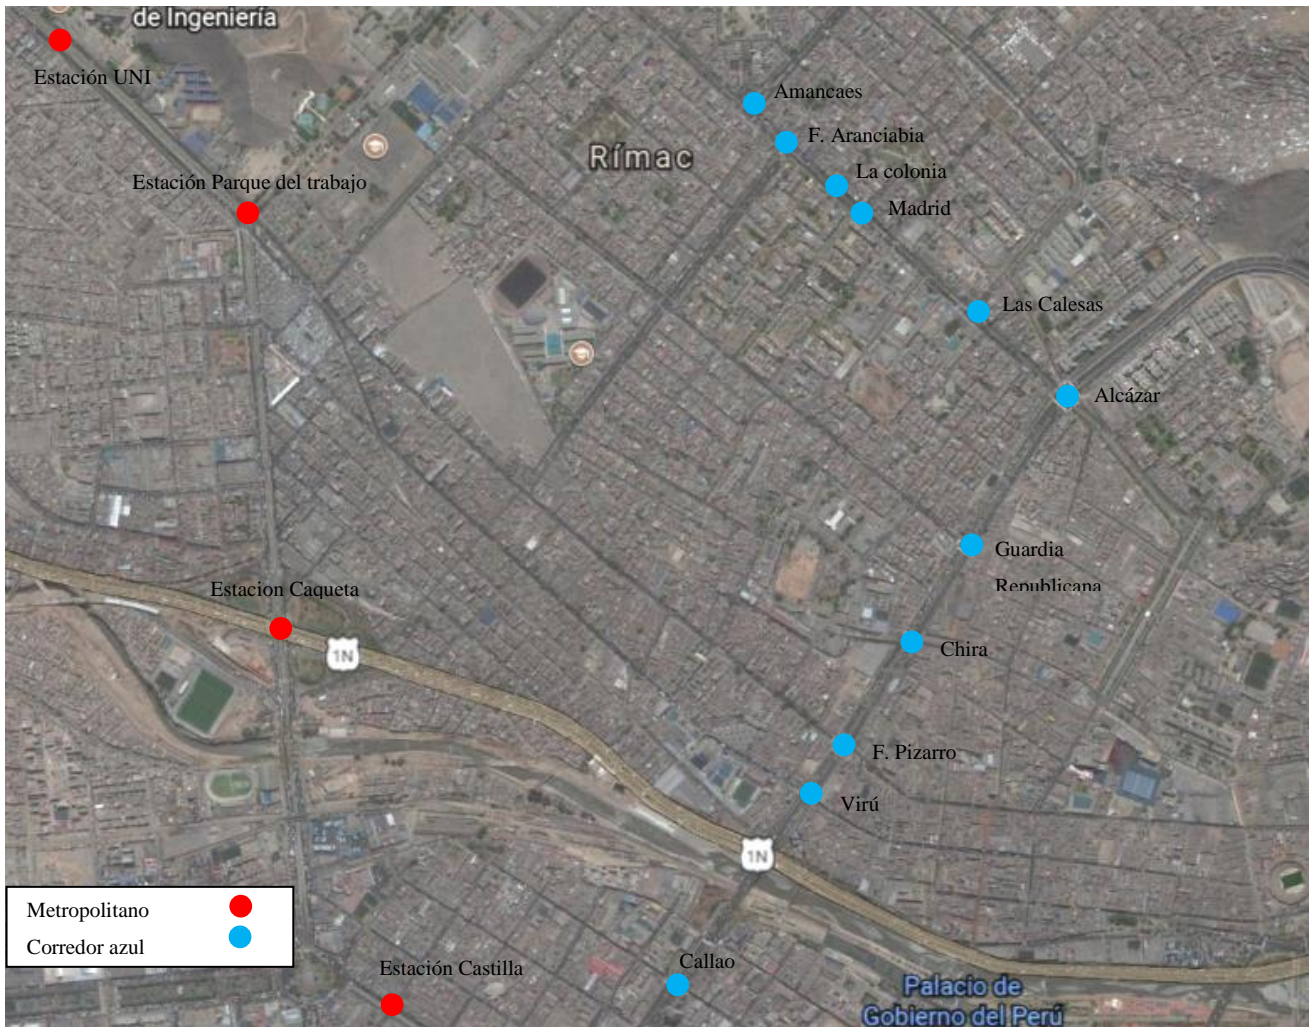 de Ingeniería
Estación UNI
Amancaes
F. Aranciabia
Rímac
La colonia
Estación Parque del trabajo
Madrid
Las Calesas
Alcázar
Guardia
Republicana
Estacion Caqueta
Chira
1N
F. Pizarro
Virú
1N
Metropolitano
Corredor azul
Estación Castilla
Callao
Palacio de
Gobierno del Perú